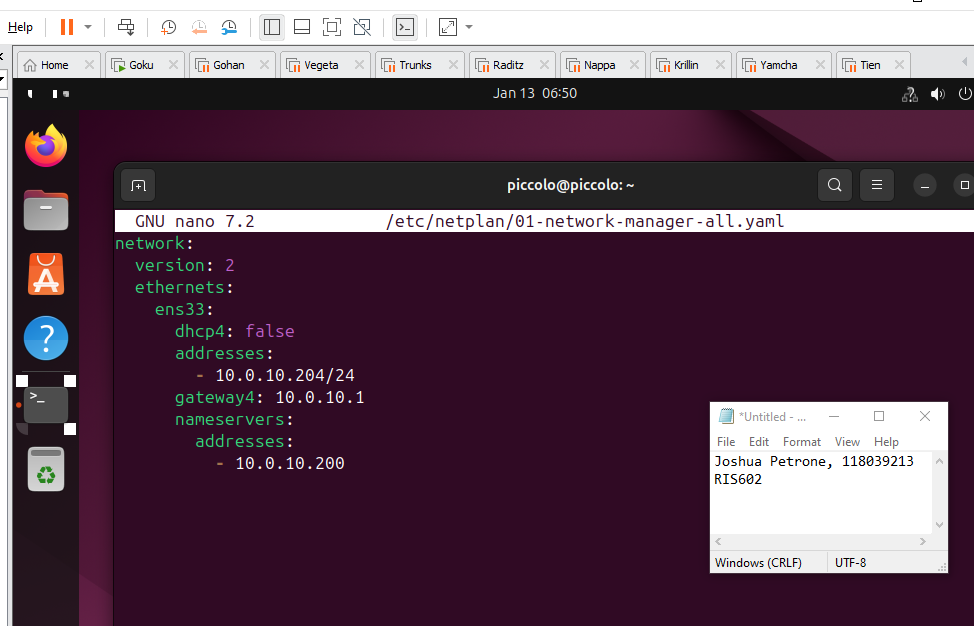 Help
Home
Goku
Gohan
Vegeta
Trunks
Raditz
Nappa
Krillin
Yamcha
Tien
Jan 13 06:50
piccolo@piccolo: ~
GNU nano 7.2 /etc/netplan/01-network-manager-all.yaml
network:
version: 2
ethernets:
ens33:
dhcp4: false
addresses:
- 10.0.10.204/24
gateway4: 10.0.10.1
nameservers:
addresses:
- 10.0.10.200
*Untitled - ...
File Edit Format View Help
Joshua Petrone, 118039213
RIS602
Windows (CRLF) UTF-8